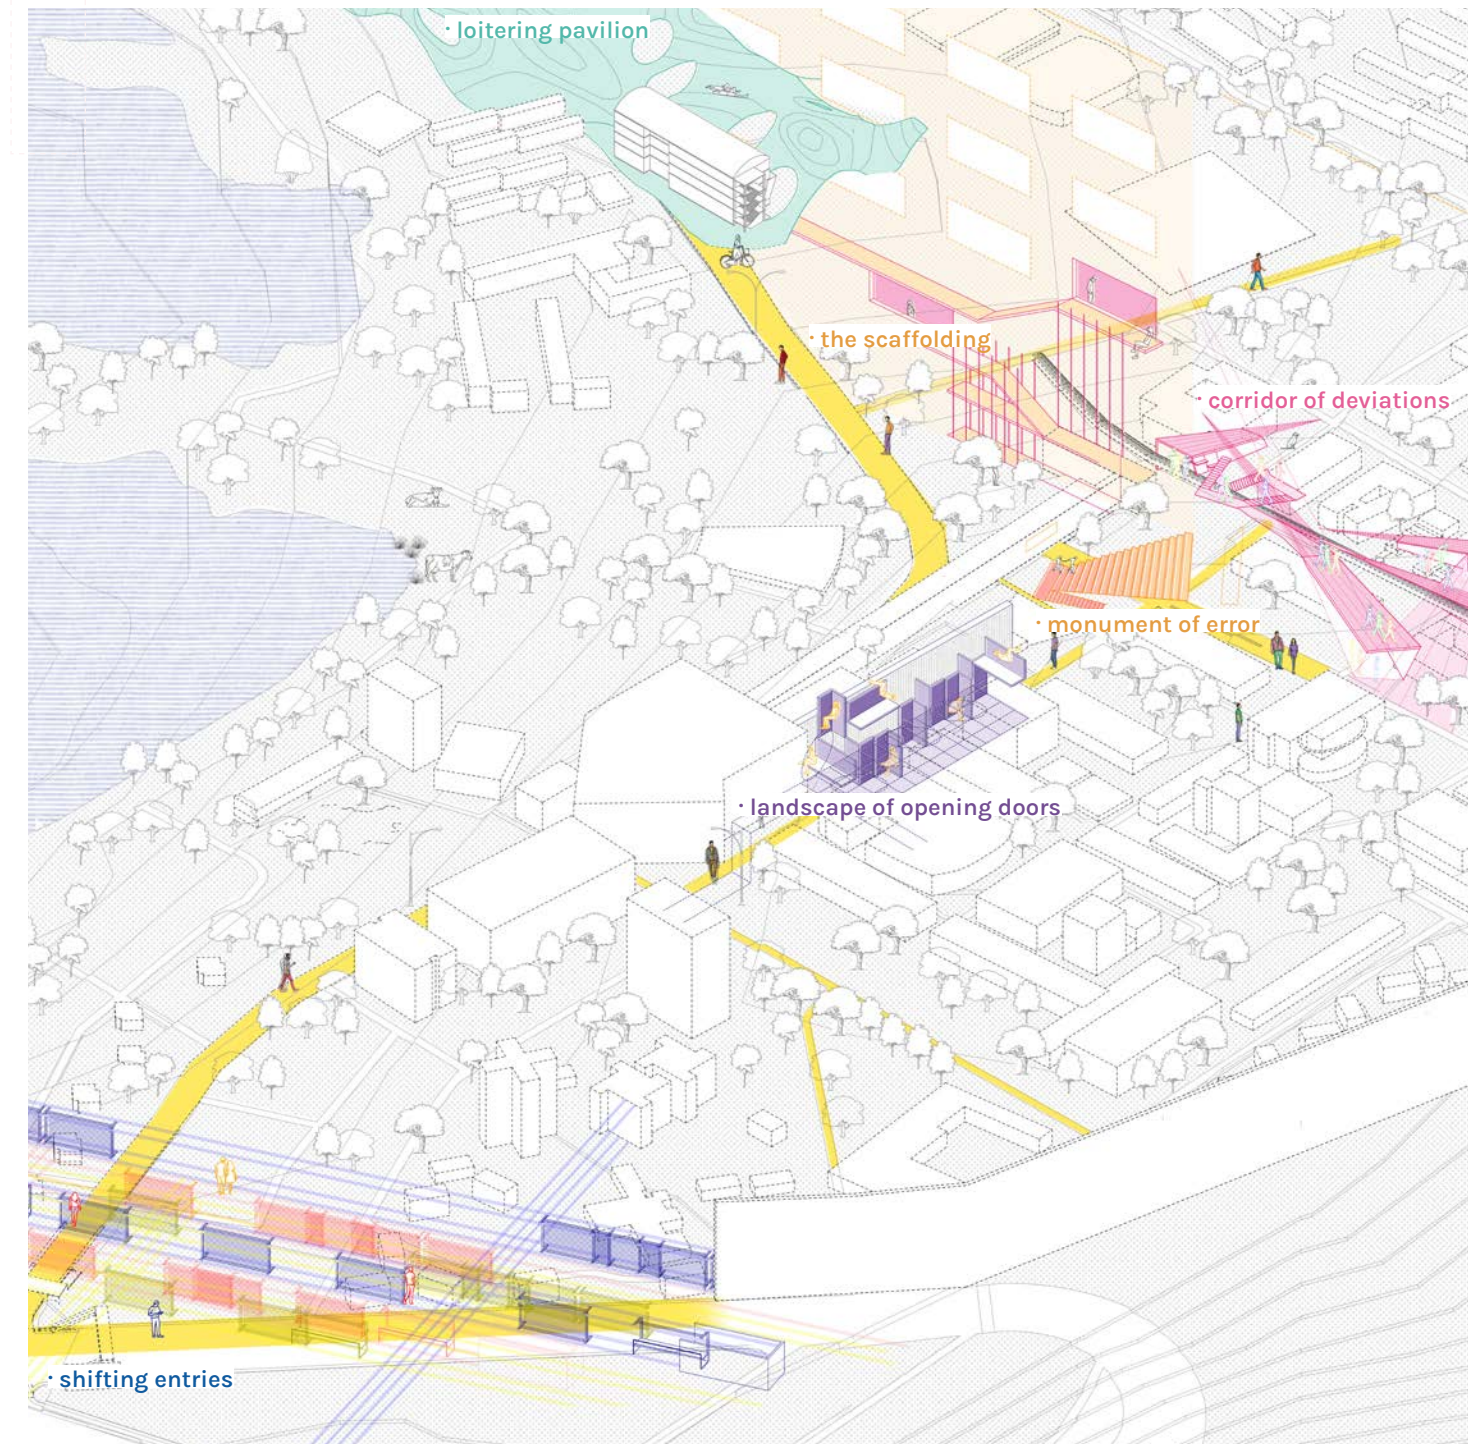 · loitering pavilion
· the scaffolding
· corridor of deviations
· monument of error
· landscape of opening doors
· shifting entries